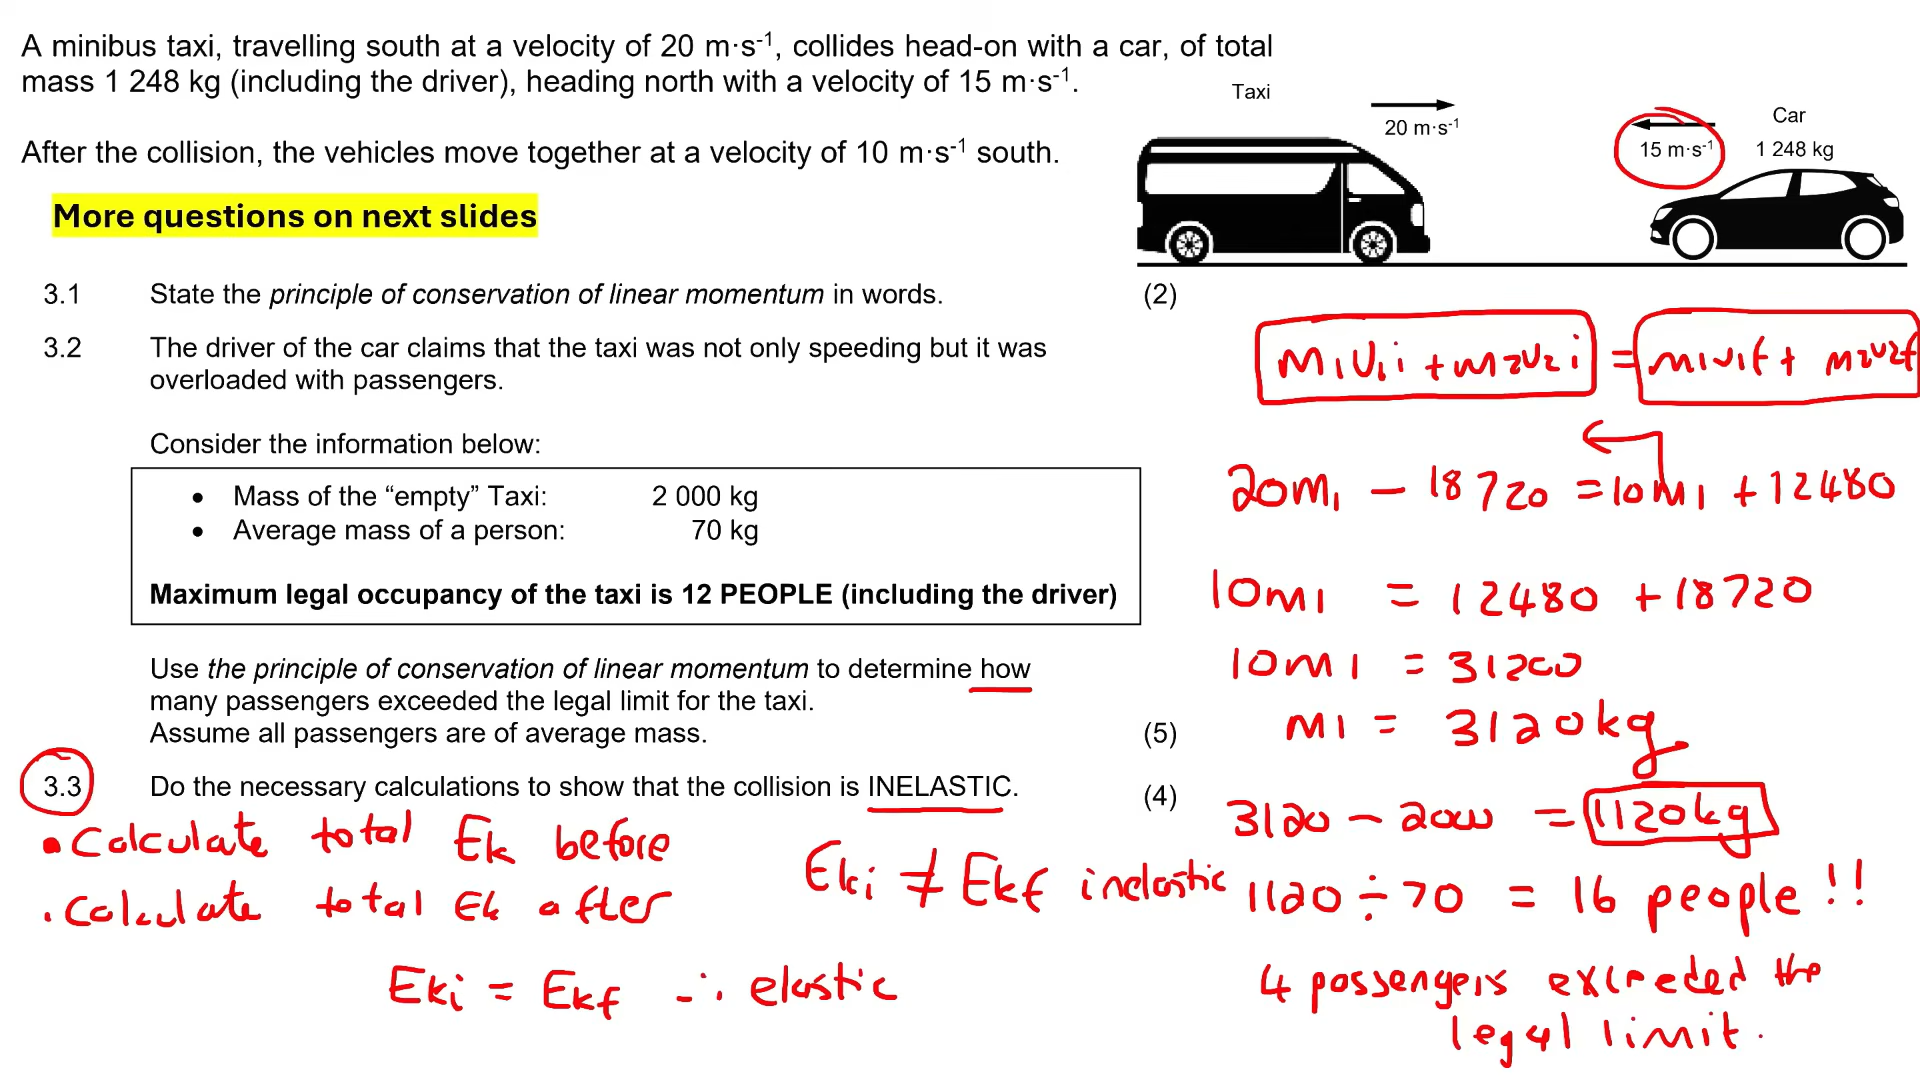 A minibus taxi, travelling south at a velocity of 20 m·s⁻¹, collides head-on with a car, of total
mass 1 248 kg (including the driver), heading north with a velocity of 15 m·s⁻¹.
After the collision, the vehicles move together at a velocity of 10 m·s⁻¹ south.
More questions on next slides
Taxi
20 m·s⁻¹
15 m·s⁻¹
Car
1 248 kg
3.1 State the principle of conservation of linear momentum in words. (2)
3.2 The driver of the car claims that the taxi was not only speeding but it was
overloaded with passengers.
Consider the information below:
• Mass of the “empty” Taxi: 2 000 kg
• Average mass of a person: 70 kg
Maximum legal occupancy of the taxi is 12 PEOPLE (including the driver)
Use the principle of conservation of linear momentum to determine how
many passengers exceeded the legal limit for the taxi.
Assume all passengers are of average mass. (5)
3.3 Do the necessary calculations to show that the collision is INELASTIC. (4)
• Calculate total Ek before
• Calculate total Ek after
Eki ≠ Ekf inelastic
Eki = Ekf ∴ elastic
m1v1i + m2v2i = m1v1f + m2v2f
20m1 - 18720 = 10m1 + 12480
10m1 = 12480 + 18720
10m1 = 31200
m1 = 3120kg
3120 - 2000 = 1120kg
1120 ÷ 70 = 16 people !!
4 passengers exceeded the
legal limit.